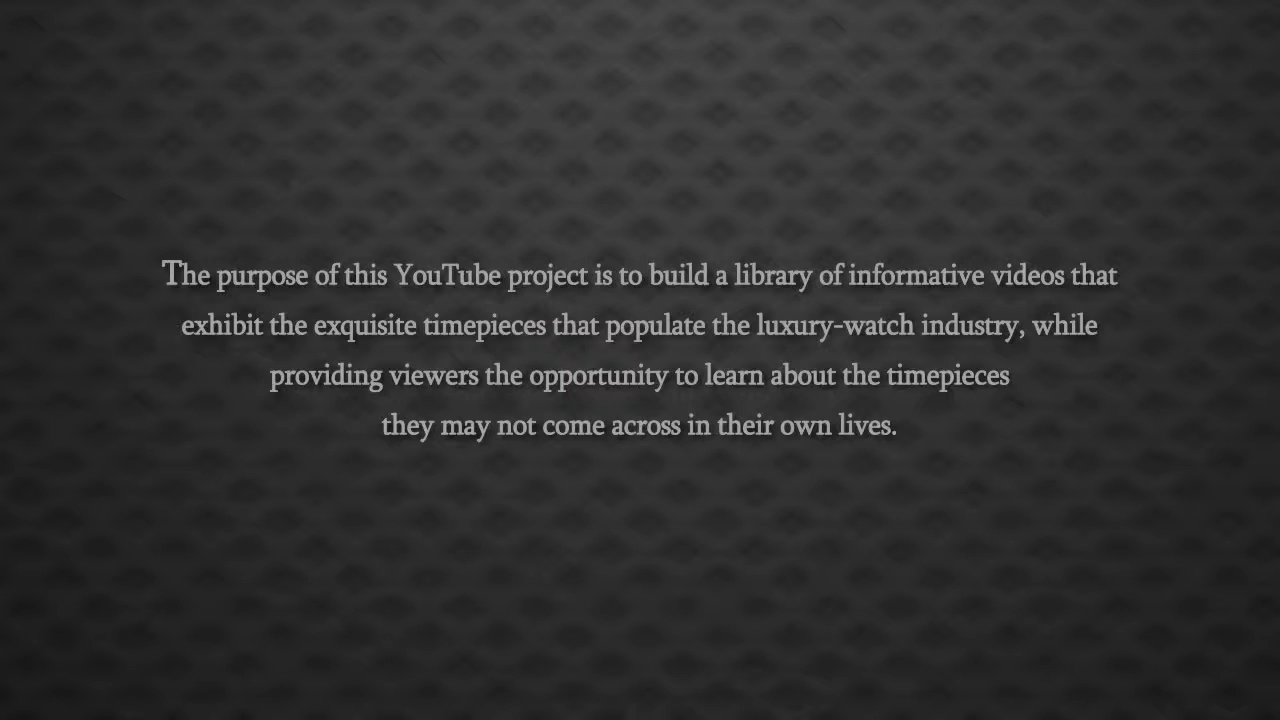 The purpose of this YouTube project is to build a library of informative videos that
exhibit the exquisite timepieces that populate the luxury-watch industry, while
providing viewers the opportunity to learn about the timepieces
they may not come across in their own lives.